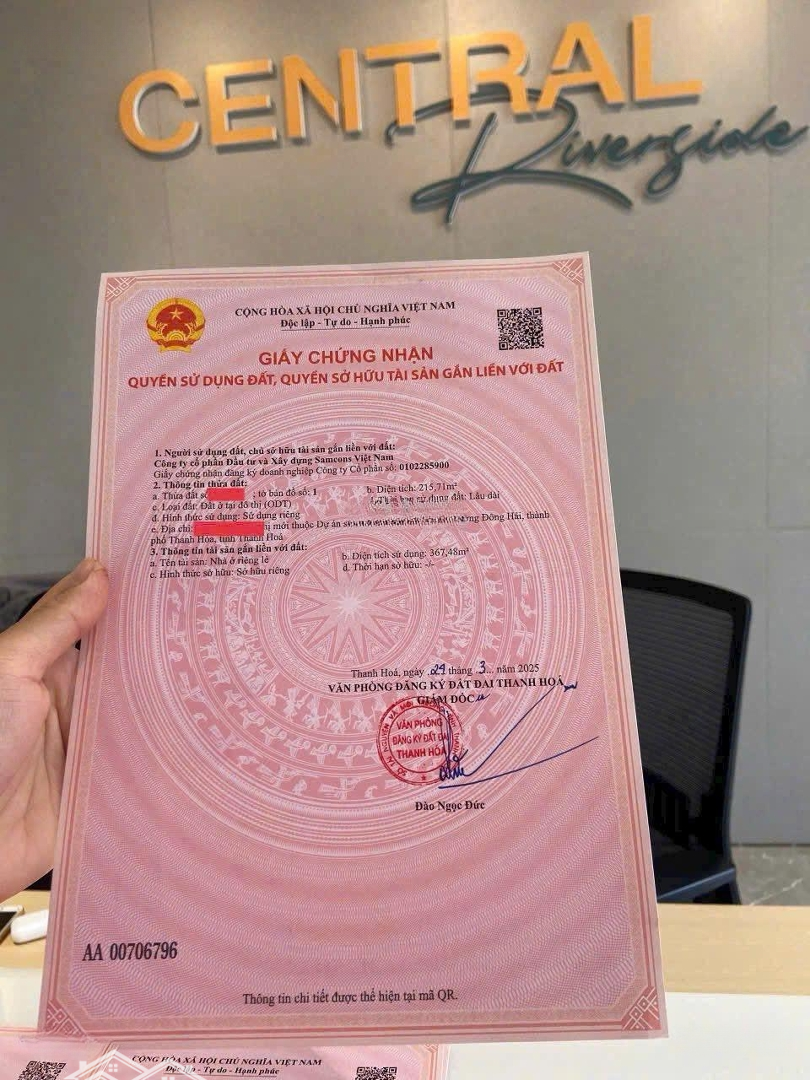 CENTRAL
Riverside
CỘNG HÒA XÃ HỘI CHỦ NGHĨA VIỆT NAM
Độc lập - Tự do - Hạnh phúc
GIẤY CHỨNG NHẬN
QUYỀN SỬ DỤNG ĐẤT, QUYỀN SỞ HỮU TÀI SẢN GẮN LIỀN VỚI ĐẤT
1. Người sử dụng đất, chủ sở hữu tài sản gắn liền với đất:
Công ty cổ phần Đầu tư và Xây dựng Samcons Việt Nam
Giấy chứng nhận đăng ký doanh nghiệp Công ty Cổ phần số: 0102285900
2. Thông tin thửa đất:
a. Thửa đất số ; tờ bản đồ số: 1 b. Diện tích: 215,71m²
c. Loại đất: Đất ở tại đô thị (ODT) sử dụng đất: Lâu dài
d. Hình thức sử dụng: Sử dụng riêng
e. Địa chỉ: mới thuộc Dự án Đông Hải, thành
phố Thanh Hóa, tỉnh Thanh Hoá
3. Thông tin tài sản gắn liền với đất:
a. Tên tài sản: Nhà ở riêng lẻ b. Diện tích sử dụng: 367,48m²
c. Hình thức sở hữu: Sở hữu riêng d. Thời hạn sở hữu: -/-
Thanh Hoá, ngày 29 tháng 3 năm 2025
VĂN PHÒNG ĐĂNG KÝ ĐẤT ĐAI THANH HOÁ
GIÁM ĐỐC
VĂN PHÒNG
ĐĂNG KÝ ĐẤT ĐAI
THANH HÓA
Đào Ngọc Đức
AA 00706796
Thông tin chi tiết được thể hiện tại mã QR.
CỘNG HÒA XÃ HỘI CHỦ NGHĨA VIỆT NAM
Độc lập - Tự do - Hạnh phúc